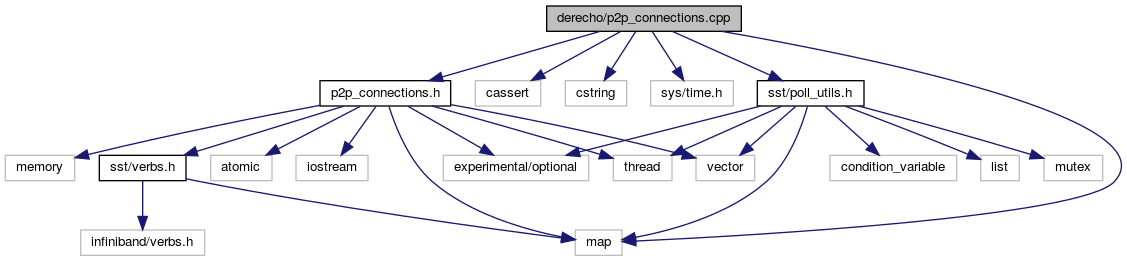 derecho/p2p_connections.cpp
p2p_connections.h
cassert
cstring
sys/time.h
sst/poll_utils.h
memory
sst/verbs.h
atomic
iostream
experimental/optional
thread
vector
condition_variable
list
mutex
infiniband/verbs.h
map